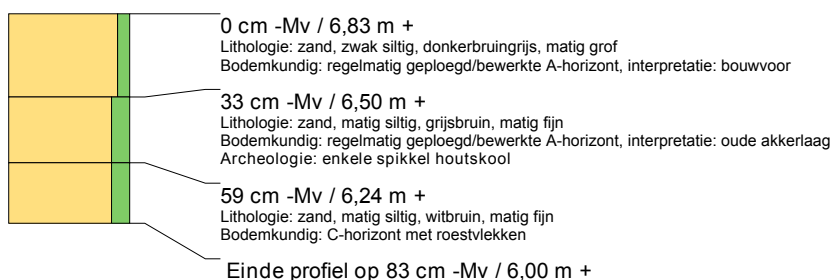 0 cm -Mv / 6,83 m +
Lithologie: zand, zwak siltig, donkerbruingrijs, matig grof
Bodemkundig: regelmatig geploegd/bewerkte A-horizont, interpretatie: bouwvoor
33 cm -Mv / 6,50 m +
Lithologie: zand, matig siltig, grijsbruin, matig fijn
Bodemkundig: regelmatig geploegd/bewerkte A-horizont, interpretatie: oude akkerlaag
Archeologie: enkele spikkel houtskool
59 cm -Mv / 6,24 m +
Lithologie: zand, matig siltig, witbruin, matig fijn
Bodemkundig: C-horizont met roestvlekken
Einde profiel op 83 cm -Mv / 6,00 m +